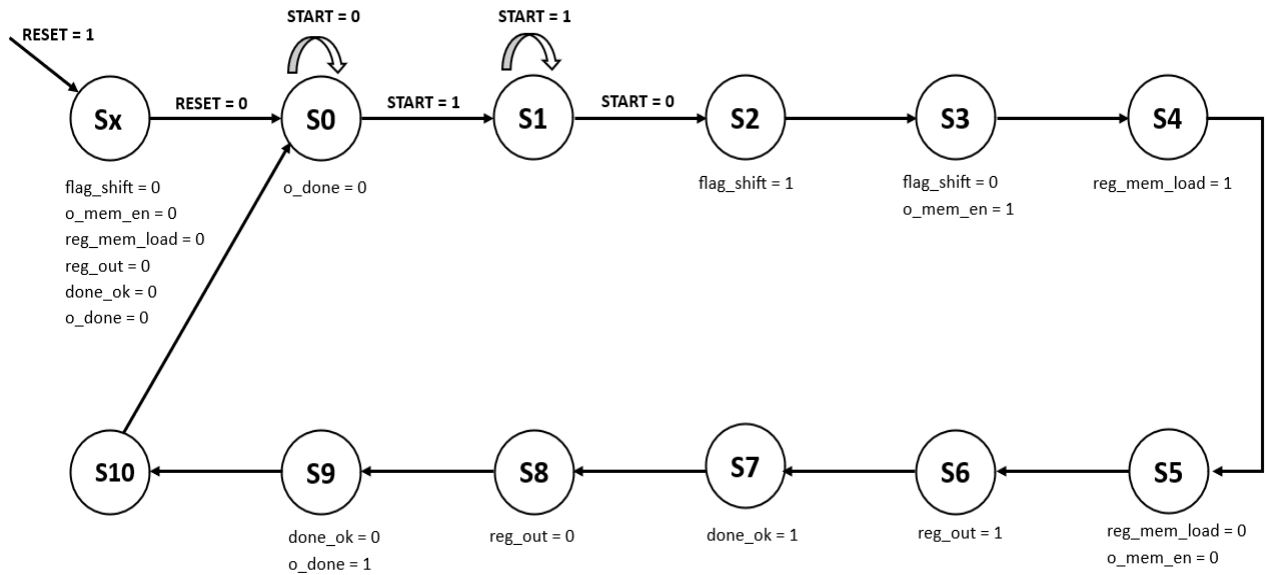 START = 0
START = 1
RESET = 1
RESET = 0
START = 1
START = 0
Sx
S0
S1
S2
S3
S4
flag_shift = 0
o_mem_en = 0
reg_mem_load = 0
reg_out = 0
done_ok = 0
o_done = 0
o_done = 0
flag_shift = 1
flag_shift = 0
o_mem_en = 1
reg_mem_load = 1
S10
S9
S8
S7
S6
S5
done_ok = 0
o_done = 1
reg_out = 0
done_ok = 1
reg_out = 1
reg_mem_load = 0
o_mem_en = 0